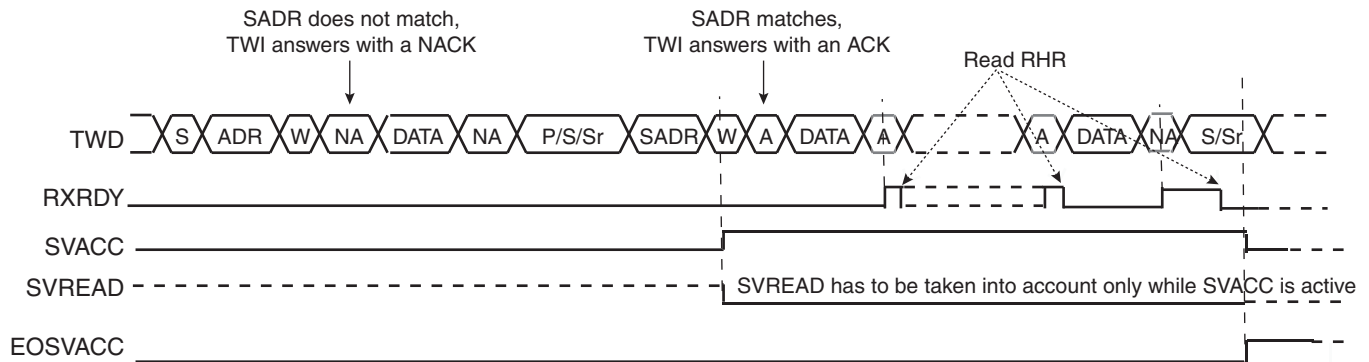 SADR does not match,
TWI answers with a NACK
SADR matches,
TWI answers with an ACK
Read RHR
TWD S ADR W NA DATA NA P/S/Sr SADR W A DATA A A DATA NA S/Sr
RXRDY
SVACC
SVREAD SVREAD has to be taken into account only while SVACC is active
EOSVACC